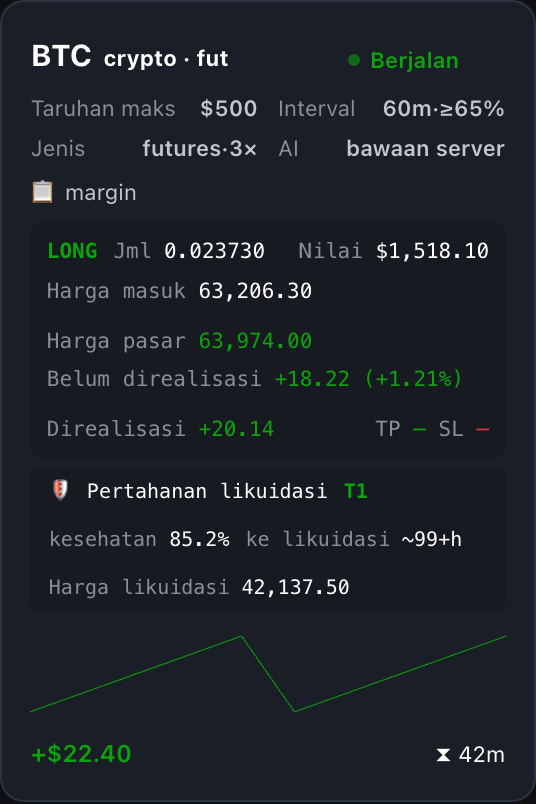 BTC crypto · fut ● Berjalan
Taruhan maks $500 Interval 60m·≥65%
Jenis futures·3× AI bawaan server
📋 margin
LONG Jml 0.023730 Nilai $1,518.10
Harga masuk 63,206.30
Harga pasar 63,974.00
Belum direalisasi +18.22 (+1.21%)
Direalisasi +20.14 TP — SL —
Pertahanan likuidasi T1
kesehatan 85.2% ke likuidasi ~99+h
Harga likuidasi 42,137.50
+$22.40 ⧗ 42m